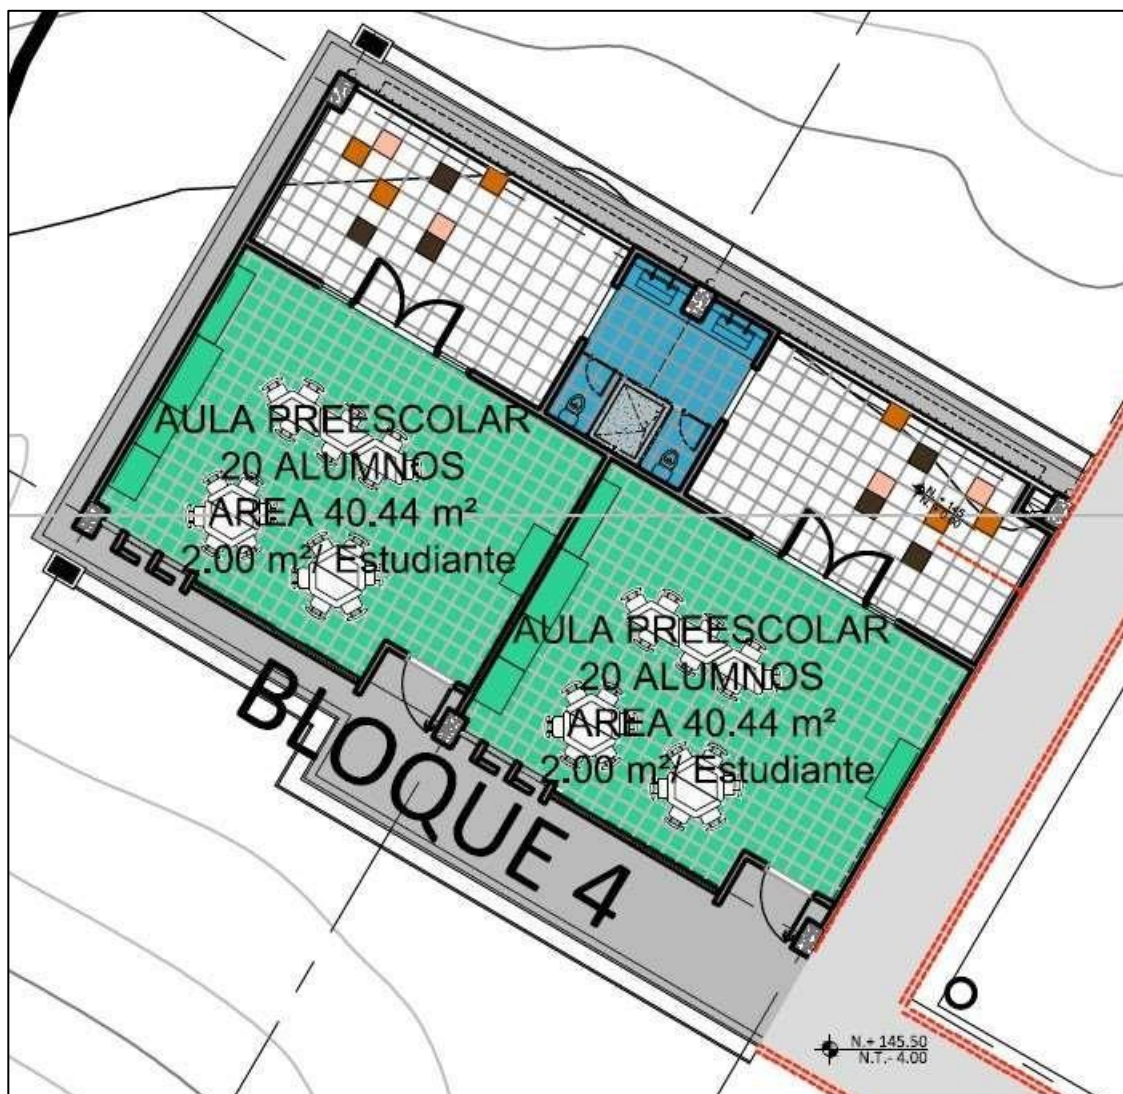 AULA PREESCOLAR
20 ALUMNOS
AREA 40.44 m²
2.00 m²/ Estudiante
AULA PREESCOLAR
20 ALUMNOS
AREA 40.44 m²
2.00 m²/ Estudiante
BLOQUE 4
N.+ 145.50
N.T.- 4.00